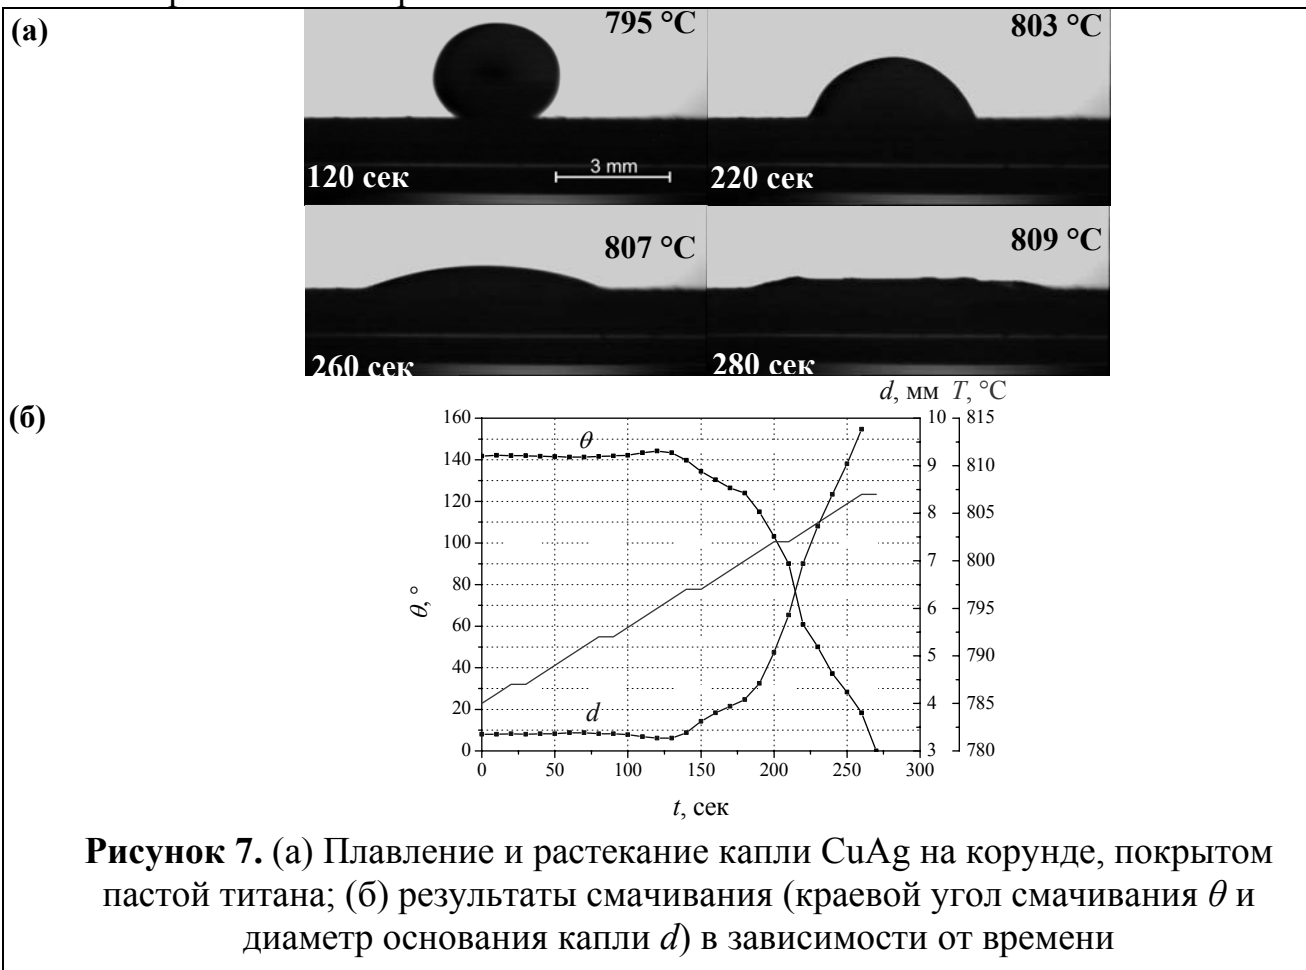 (а)
795 °C
803 °C
120 сек
3 mm
220 сек
807 °C
809 °C
260 сек
280 сек
(б)
d, мм T, °C
160
140
120
100
80
60
40
20
0
θ, °
θ
d
10
9
8
7
6
5
4
3
815
810
805
800
795
790
785
780
0
50
100
150
200
250
300
t, сек
Рисунок 7. (а) Плавление и растекание капли CuAg на корунде, покрытом
пастой титана; (б) результаты смачивания (краевой угол смачивания θ и
диаметр основания капли d) в зависимости от времени